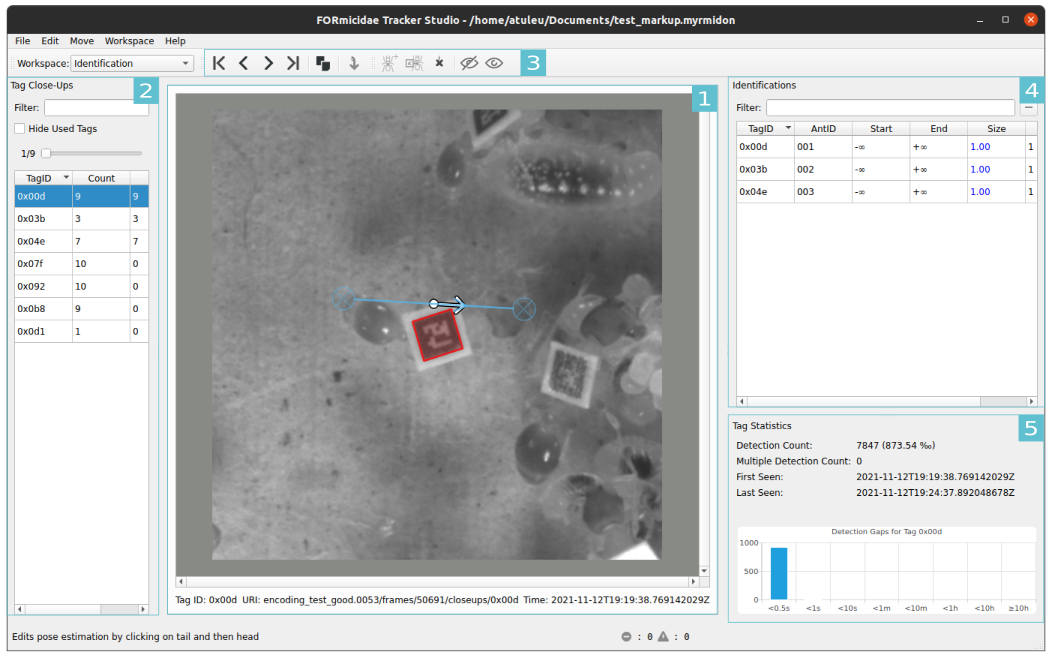 FORmicidae Tracker Studio - /home/atuleu/Documents/test_markup.myrmidon
File Edit Move Workspace Help
Workspace: Identification
3
Tag Close-Ups
2
Filter:
Hide Used Tags
1/9
TagID Count
0x00d 9 9
0x03b 3 3
0x04e 7 7
0x07f 10 0
0x092 10 0
0x0b8 9 0
0x0d1 1 0
1
Tag ID: 0x00d URI: encoding_test_good.0053/frames/50691/closeups/0x00d Time: 2021-11-12T19:19:38.769142029Z
Identifications
4
Filter:
TagID AntID Start End Size
0x00d 001 -∞ +∞ 1.00 1
0x03b 002 -∞ +∞ 1.00 1
0x04e 003 -∞ +∞ 1.00 1
Tag Statistics
5
Detection Count: 7847 (873.54 ‰)
Multiple Detection Count: 0
First Seen: 2021-11-12T19:19:38.769142029Z
Last Seen: 2021-11-12T19:24:37.892048678Z
Detection Gaps for Tag 0x00d
1000
500
0
<0.5s <1s <10s <1m <10m <1h <10h ≥10h
Edits pose estimation by clicking on tail and then head
: 0 : 0